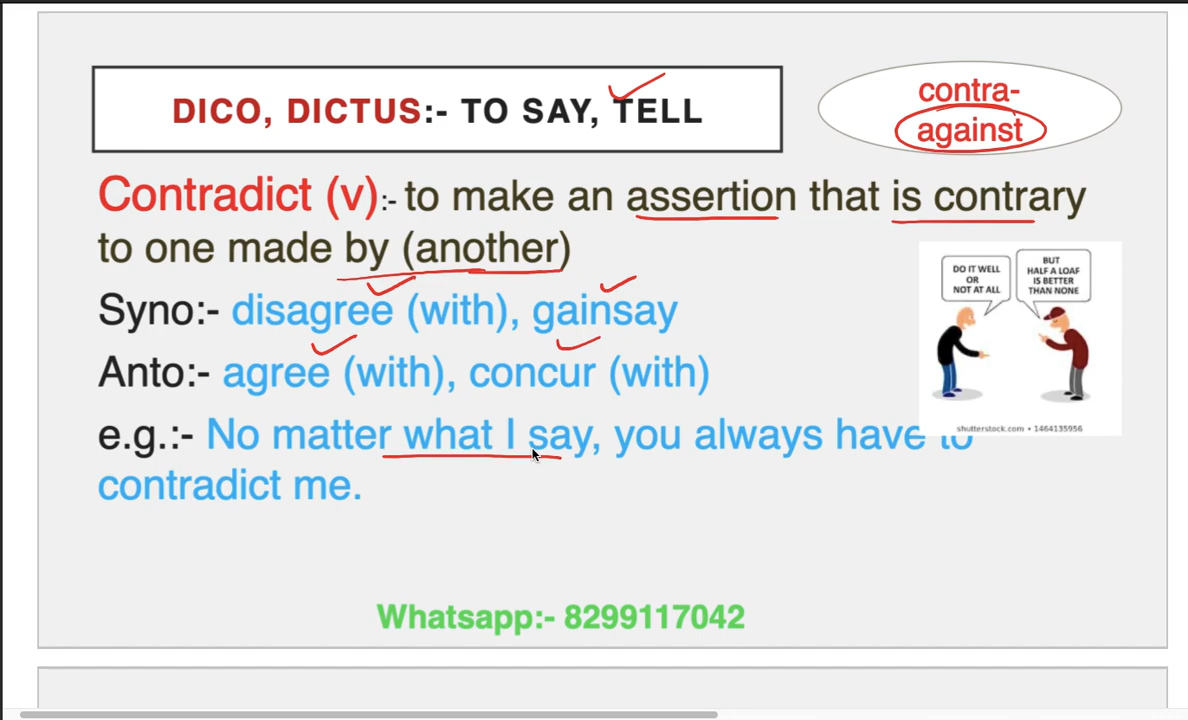 DICO, DICTUS:- TO SAY, TELL
contra-
against
Contradict (v):- to make an assertion that is contrary
to one made by (another)
DO IT WELL
OR
NOT AT ALL
BUT
HALF A LOAF
IS BETTER
THAN NONE
Syno:- disagree (with), gainsay
Anto:- agree (with), concur (with)
shutterstock.com • 1464135956
e.g.:- No matter what I say, you always have to
contradict me.
Whatsapp:- 8299117042